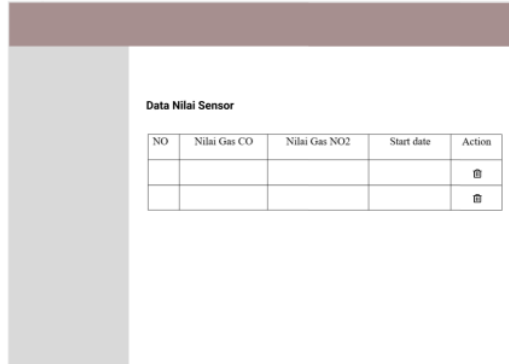 Data Nilai Sensor
NO Nilai Gas CO Nilai Gas NO2 Start date Action